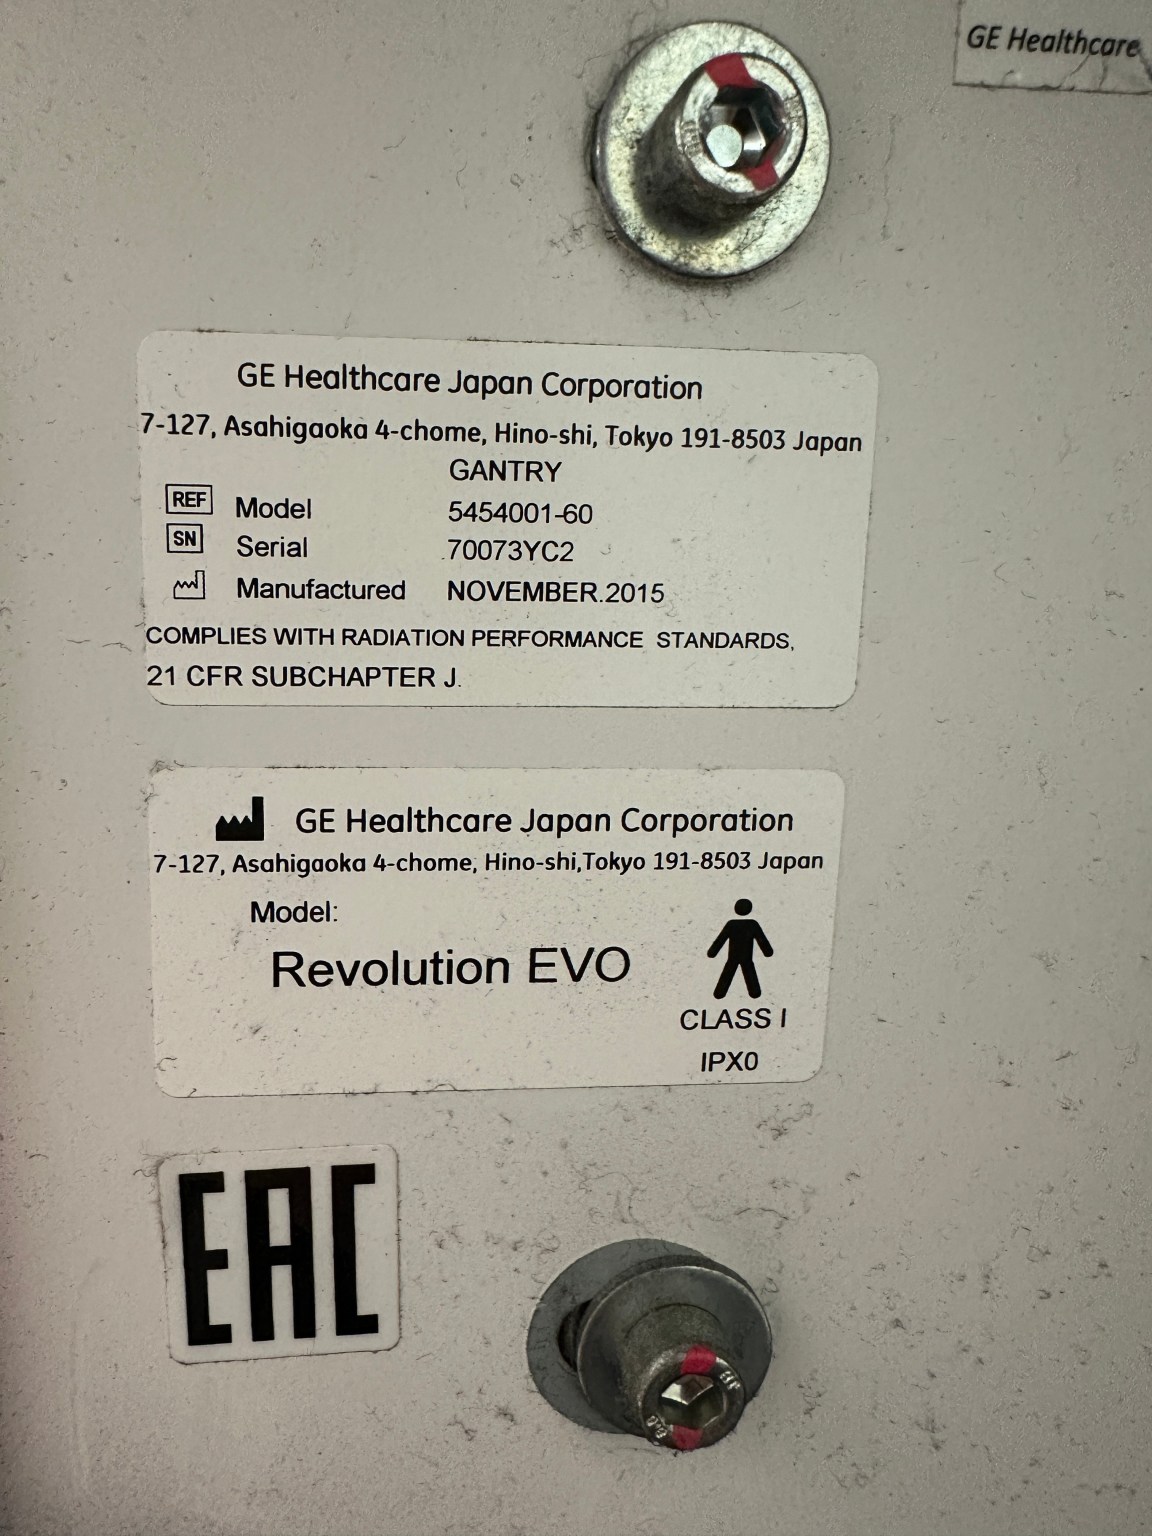 GE Healthcare
GE Healthcare Japan Corporation
7-127, Asahigaoka 4-chome, Hino-shi, Tokyo 191-8503 Japan
GANTRY
REF Model 5454001-60
SN Serial 70073YC2
Manufactured NOVEMBER.2015
COMPLIES WITH RADIATION PERFORMANCE STANDARDS,
21 CFR SUBCHAPTER J.
GE Healthcare Japan Corporation
7-127, Asahigaoka 4-chome, Hino-shi,Tokyo 191-8503 Japan
Model:
Revolution EVO
CLASS I
IPX0
EAC